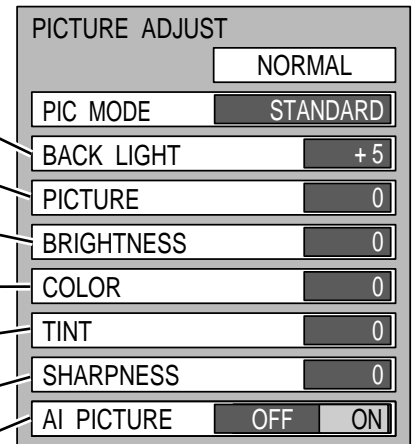 PICTURE ADJUST
NORMAL
PIC MODE STANDARD
BACK LIGHT +5
PICTURE 0
BRIGHTNESS 0
COLOR 0
TINT 0
SHARPNESS 0
AI PICTURE OFF ON